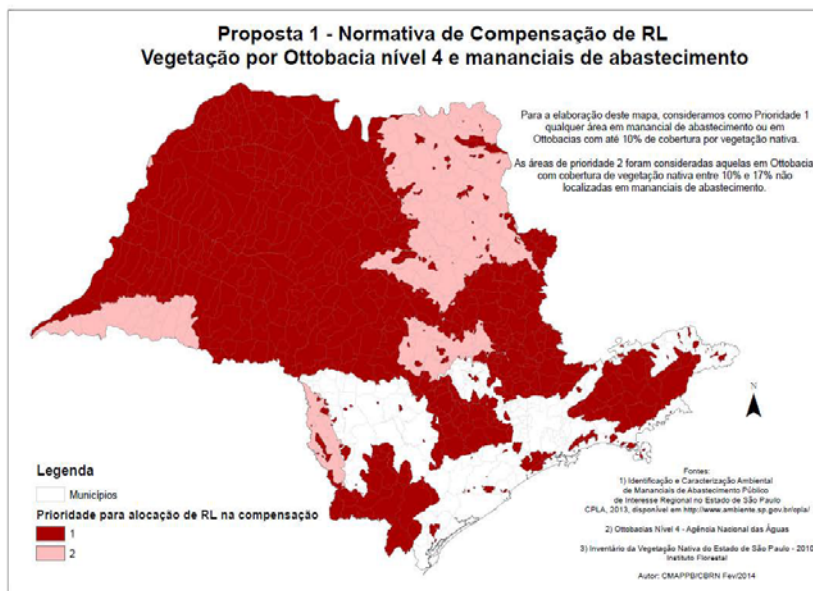 Proposta 1 - Normativa de Compensação de RL
Vegetação por Ottobacia nível 4 e mananciais de abastecimento
Para a elaboração deste mapa, consideramos como Prioridade 1
qualquer área em manancial de abastecimento ou em
Ottobacias com até 10% de cobertura por vegetação nativa.
As áreas de prioridade 2 foram consideradas aquelas em Ottobacia
com cobertura de vegetação nativa entre 10% e 17% não
localizadas em mananciais de abastecimento.
N
Legenda
Municípios
Prioridade para alocação de RL na compensação
1
2
Fontes:
1) Identificação e Caracterização Ambiental
de Mananciais de Abastecimento Público
de Interesse Regional no Estado de São Paulo
CPLA, 2013, disponível em http://www.ambiente.sp.gov.br/cpla/
2) Ottobacias Nível 4 - Agência Nacional das Águas
3) Inventário da Vegetação Nativa do Estado de São Paulo - 2010
Instituto Florestal
Autor: CMAPPB/CBRN Fev/2014